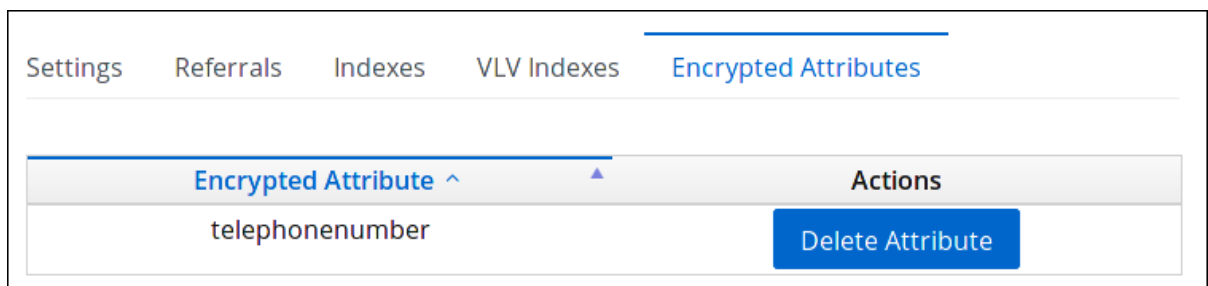 Settings Referrals Indexes VLV Indexes Encrypted Attributes
Encrypted Attribute Actions
telephonenumber Delete Attribute